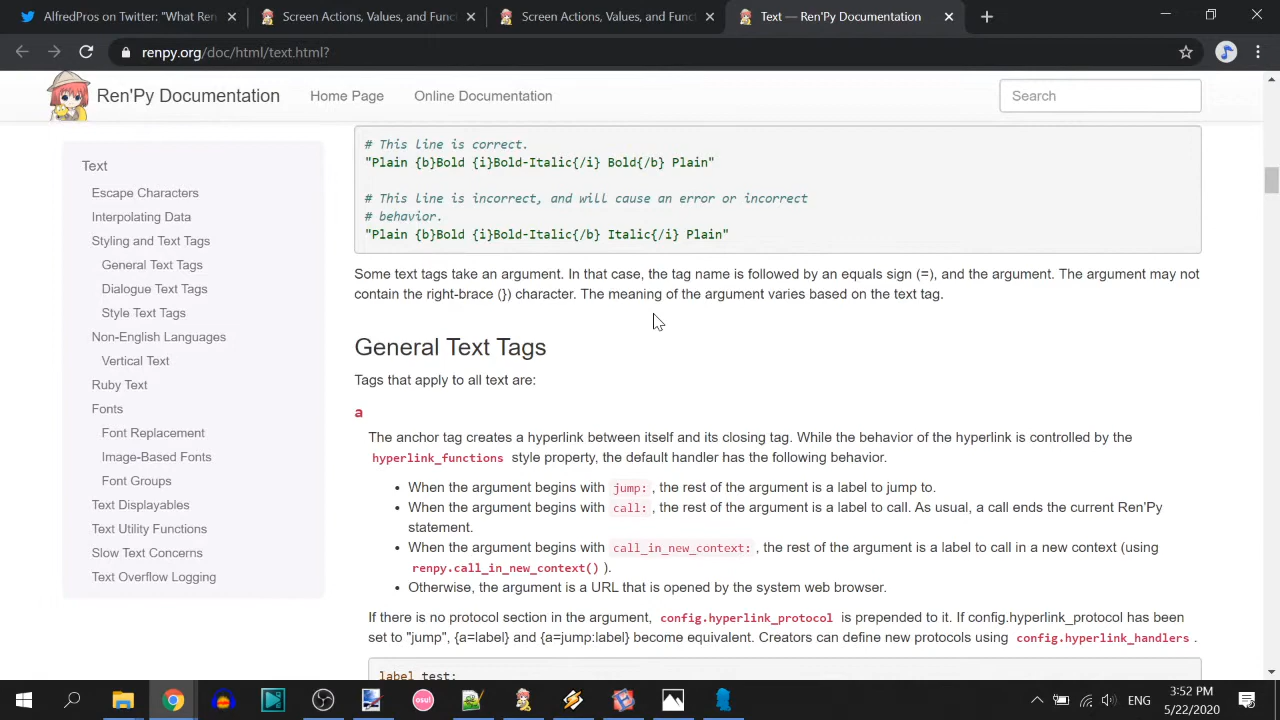 AlfredPros on Twitter: "What Ren
Screen Actions, Values, and Funct
Screen Actions, Values, and Funct
Text — Ren'Py Documentation
renpy.org/doc/html/text.html?
Ren'Py Documentation
Home Page
Online Documentation
Search
Text
Escape Characters
Interpolating Data
Styling and Text Tags
General Text Tags
Dialogue Text Tags
Style Text Tags
Non-English Languages
Vertical Text
Ruby Text
Fonts
Font Replacement
Image-Based Fonts
Font Groups
Text Displayables
Text Utility Functions
Slow Text Concerns
Text Overflow Logging
# This line is correct.
"Plain {b}Bold {i}Bold-Italic{/i} Bold{/b} Plain"
# This line is incorrect, and will cause an error or incorrect
# behavior.
"Plain {b}Bold {i}Bold-Italic{/b} Italic{/i} Plain"
Some text tags take an argument. In that case, the tag name is followed by an equals sign (=), and the argument. The argument may not
contain the right-brace (}) character. The meaning of the argument varies based on the text tag.
General Text Tags
Tags that apply to all text are:
a
The anchor tag creates a hyperlink between itself and its closing tag. While the behavior of the hyperlink is controlled by the
hyperlink_functions style property, the default handler has the following behavior.
• When the argument begins with jump: , the rest of the argument is a label to jump to.
• When the argument begins with call: , the rest of the argument is a label to call. As usual, a call ends the current Ren'Py
statement.
• When the argument begins with call_in_new_context: , the rest of the argument is a label to call in a new context (using
renpy.call_in_new_context() ).
• Otherwise, the argument is a URL that is opened by the system web browser.
If there is no protocol section in the argument, config.hyperlink_protocol is prepended to it. If config.hyperlink_protocol has been
set to "jump", {a=label} and {a=jump:label} become equivalent. Creators can define new protocols using config.hyperlink_handlers .
label test:
osu!
ENG
3:52 PM
5/22/2020